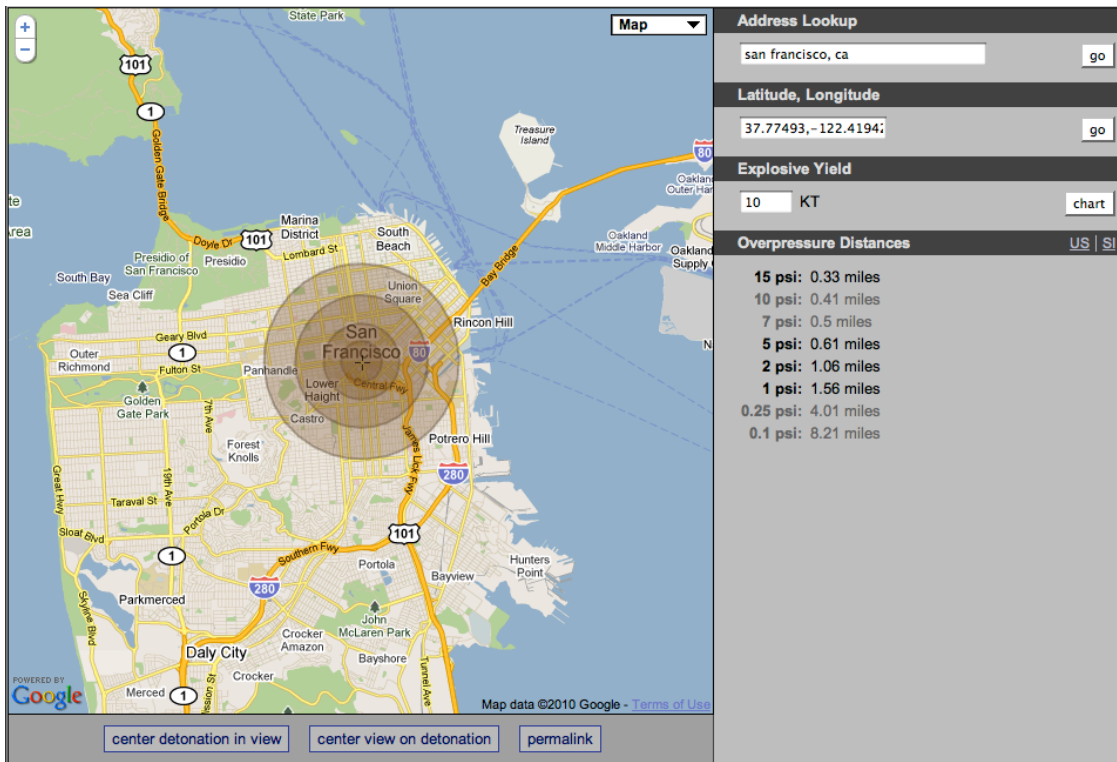 State Park
Map
+
−
101
1
Golden Gate Bridge
Treasure
Island
80
Oakland
Outer Har
te
Area
Marina
District
South
Beach
Oakland
Middle Harbor
Oakland
Supply
Doyle Dr
101
Lombard St
Presidio of
San Francisco
Presidio
Bay Bridge
South Bay
Sea Cliff
Union
Square
Rincon Hill
N
Geary Blvd
San
Francisco
80
Outer
Richmond
1
Fulton St
Panhandle
Lower
Haight
Central Fwy
Golden
Gate Park
7th Ave
Castro
James Lick Fwy
Potrero Hill
Forest
Knolls
280
Great Hwy
19th Ave
Taraval St
Portola Dr
Sloat Blvd
1
101
Southern Fwy
280
Portola
Bayview
Hunters
Point
Skyline Blvd
Parkmerced
John
McLaren Park
Crocker
Amazon
Daly City
Bayshore
Crocker
Tunnel Ave
POWERED BY
Google
Merced
1
Mission St
Map data ©2010 Google - Terms of Use
center detonation in view
center view on detonation
permalink
Address Lookup
san francisco, ca
go
Latitude, Longitude
37.77493,-122.41942
go
Explosive Yield
10 KT
chart
Overpressure Distances US | SI
15 psi: 0.33 miles
10 psi: 0.41 miles
7 psi: 0.5 miles
5 psi: 0.61 miles
2 psi: 1.06 miles
1 psi: 1.56 miles
0.25 psi: 4.01 miles
0.1 psi: 8.21 miles